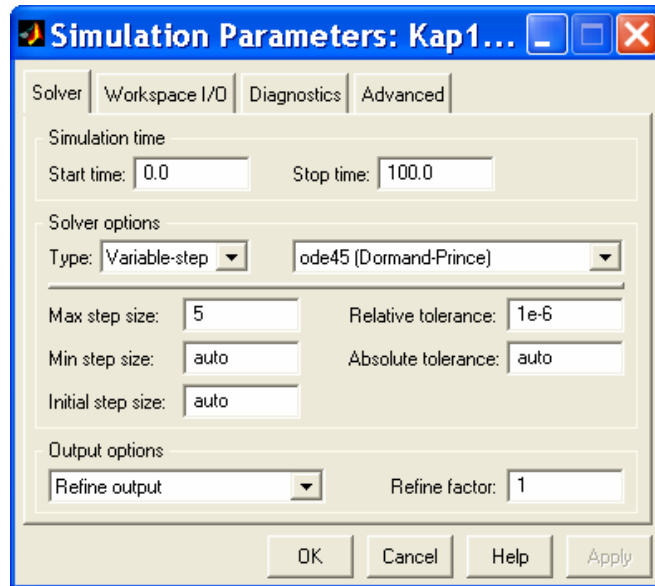 Simulation Parameters: Kap1...
Solver Workspace I/O Diagnostics Advanced
Simulation time
Start time: 0.0 Stop time: 100.0
Solver options
Type: Variable-step ode45 (Dormand-Prince)
Max step size: 5 Relative tolerance: 1e-6
Min step size: auto Absolute tolerance: auto
Initial step size: auto
Output options
Refine output Refine factor: 1
OK Cancel Help Apply